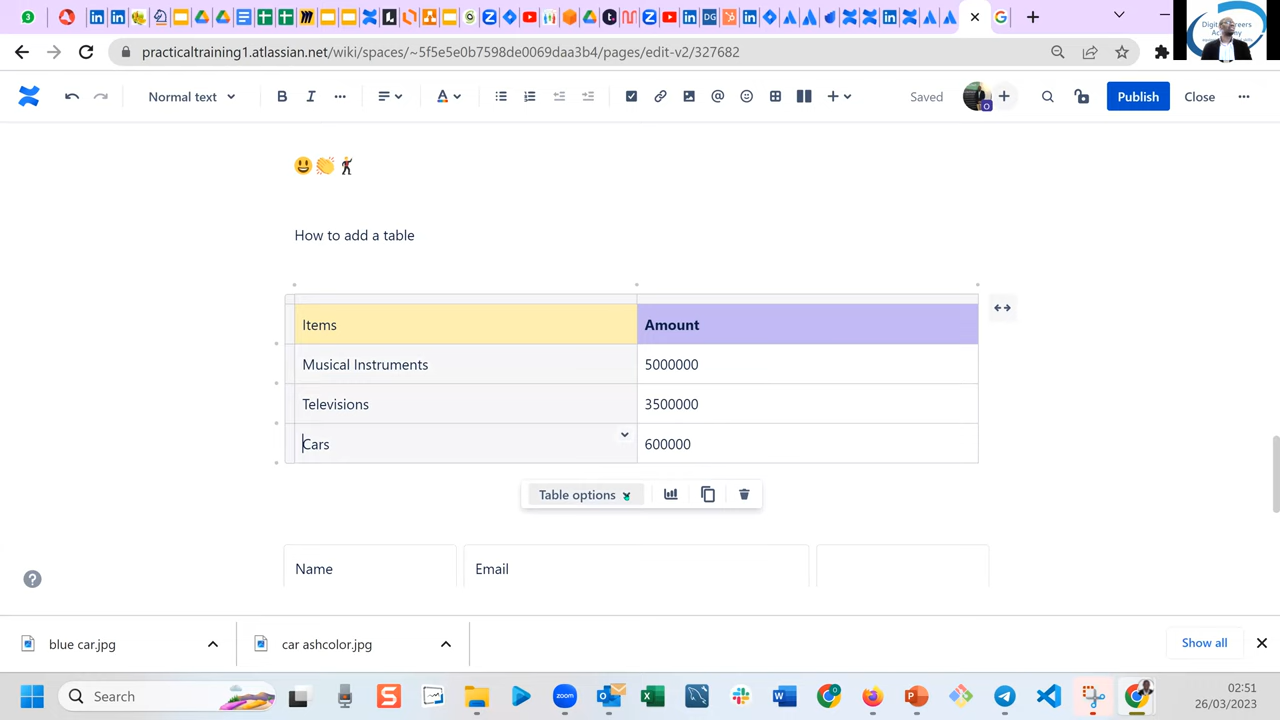 practicaltraining1.atlassian.net/wiki/spaces/~5f5e5e0b7598de0069daa3b4/pages/edit-v2/327682
Normal text
Saved
Publish
Close
How to add a table
Items Amount
Musical Instruments 5000000
Televisions 3500000
Cars 600000
Table options
Name Email
blue car.jpg
car ashcolor.jpg
Show all
Search
zoom
02:51
26/03/2023